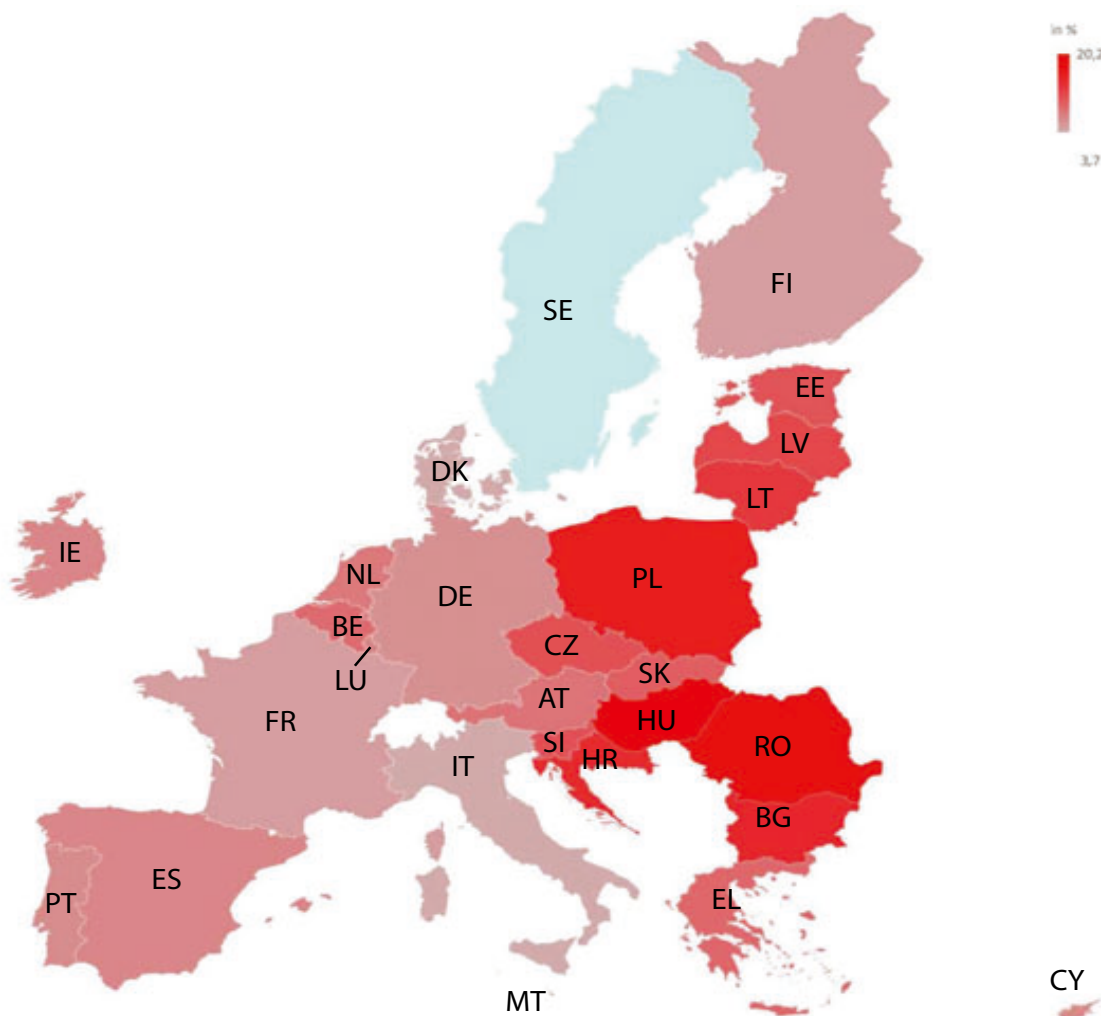 in %
20,2
3,7
FI
SE
EE
LV
DK
LT
IE
NL
DE
PL
BE
CZ
LU
SK
AT
FR
HU
SI
RO
IT
HR
BG
ES
PT
EL
CY
MT